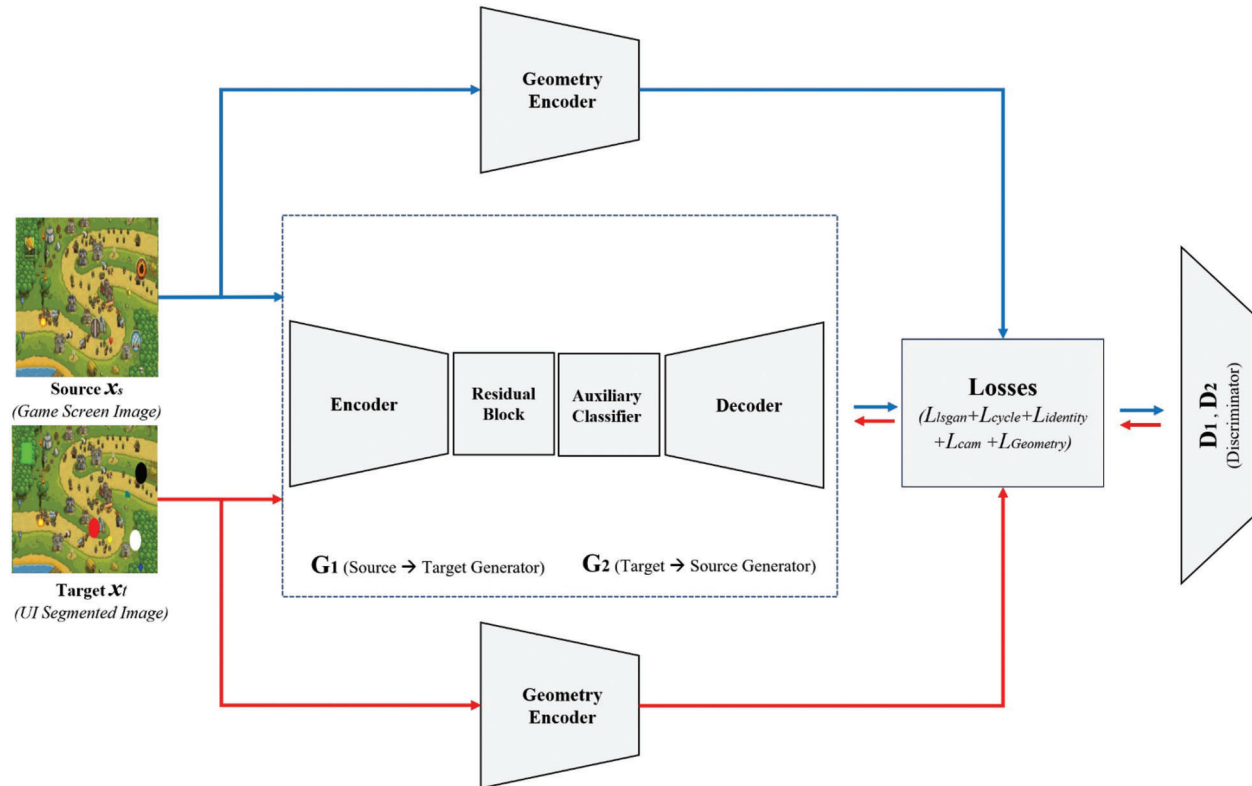 Geometry
Encoder
Source xs
(Game Screen Image)
Target xt
(UI Segmented Image)
Encoder
Residual
Block
Auxiliary
Classifier
Decoder
G1 (Source → Target Generator)
G2 (Target → Source Generator)
Losses
(Llsgan+Lcycle+Lidentity
+Lcam +LGeometry)
D1, D2
(Discriminator)
Geometry
Encoder